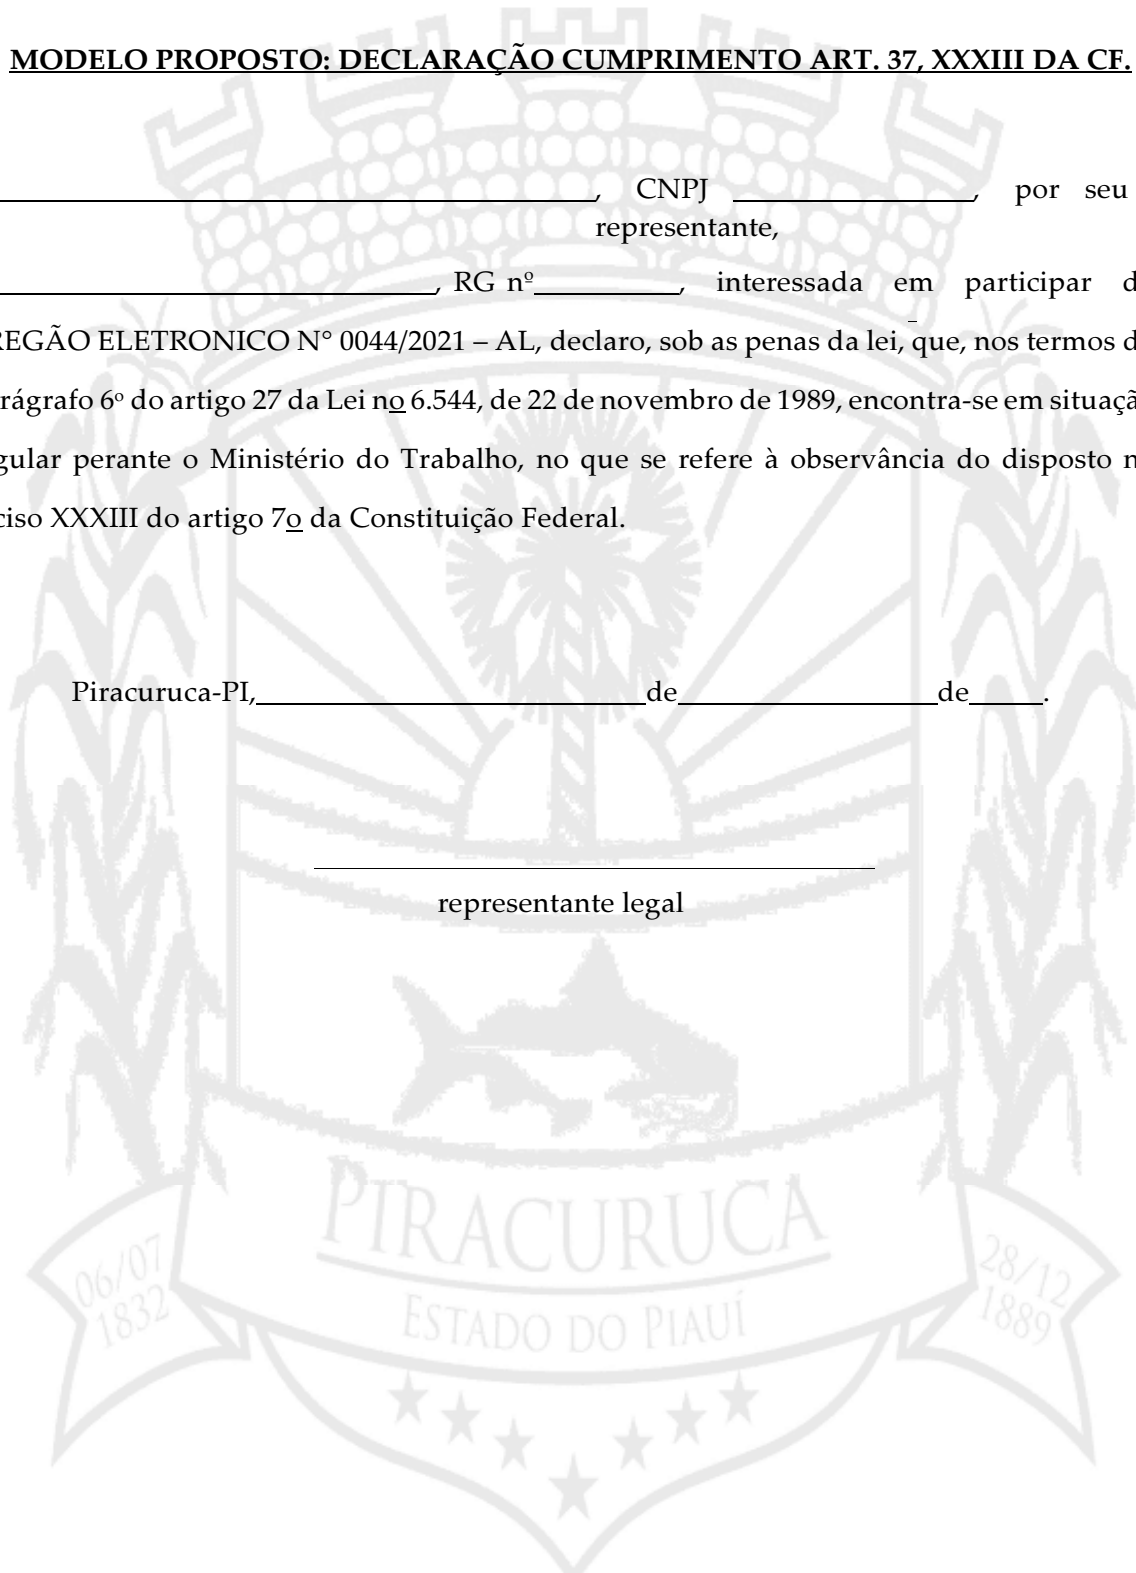 MODELO PROPOSTO: DECLARAÇÃO CUMPRIMENTO ART. 37, XXXIII DA CF.
, CNPJ , por seu
representante,
, RG nº , interessada em participar d
REGÃO ELETRONICO N° 0044/2021 – AL, declaro, sob as penas da lei, que, nos termos d
rágrafo 6º do artigo 27 da Lei no 6.544, de 22 de novembro de 1989, encontra-se em situaçã
gular perante o Ministério do Trabalho, no que se refere à observância do disposto n
ciso XXXIII do artigo 7o da Constituição Federal.
Piracuruca-PI, de de .
representante legal
PIRACURUCA
06/07
1832
28/12
1889
ESTADO DO PIAUÍ